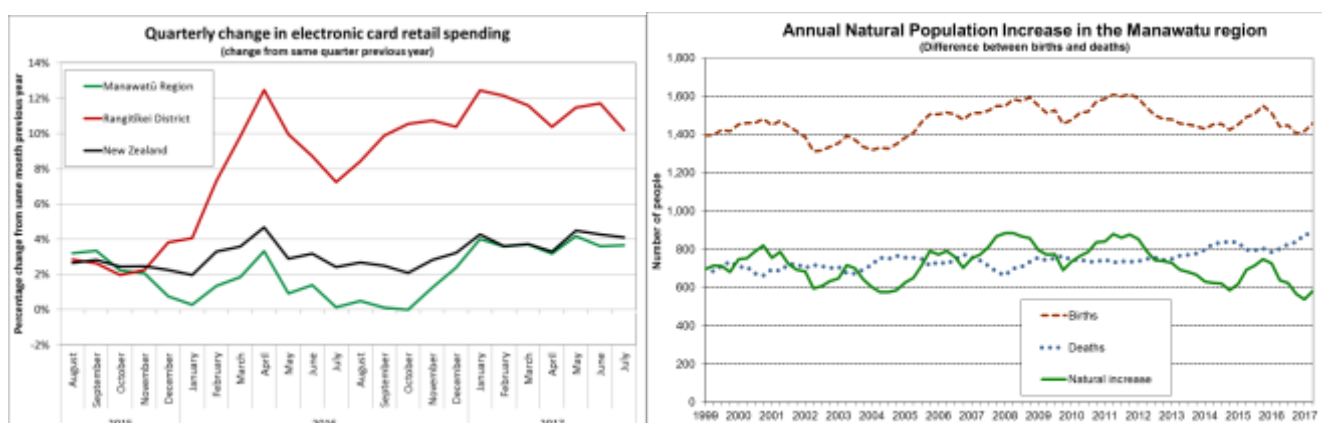 Quarterly change in electronic card retail spending
(change from same quarter previous year)
Percentage change from same month previous year
14%
12%
10%
8%
6%
4%
2%
0%
-2%
Manawatū Region
Rangitīkei District
New Zealand
August
September
October
November
December
January
February
March
April
May
June
July
August
September
October
November
December
January
February
March
April
May
June
July
2015
2016
2017
Annual Natural Population Increase in the Manawatu region
(Difference between births and deaths)
Number of people
1,800
1,600
1,400
1,200
1,000
800
600
400
200
0
Births
Deaths
Natural increase
1999 2000 2001 2002 2003 2004 2005 2006 2007 2008 2009 2010 2011 2012 2013 2014 2015 2016 2017